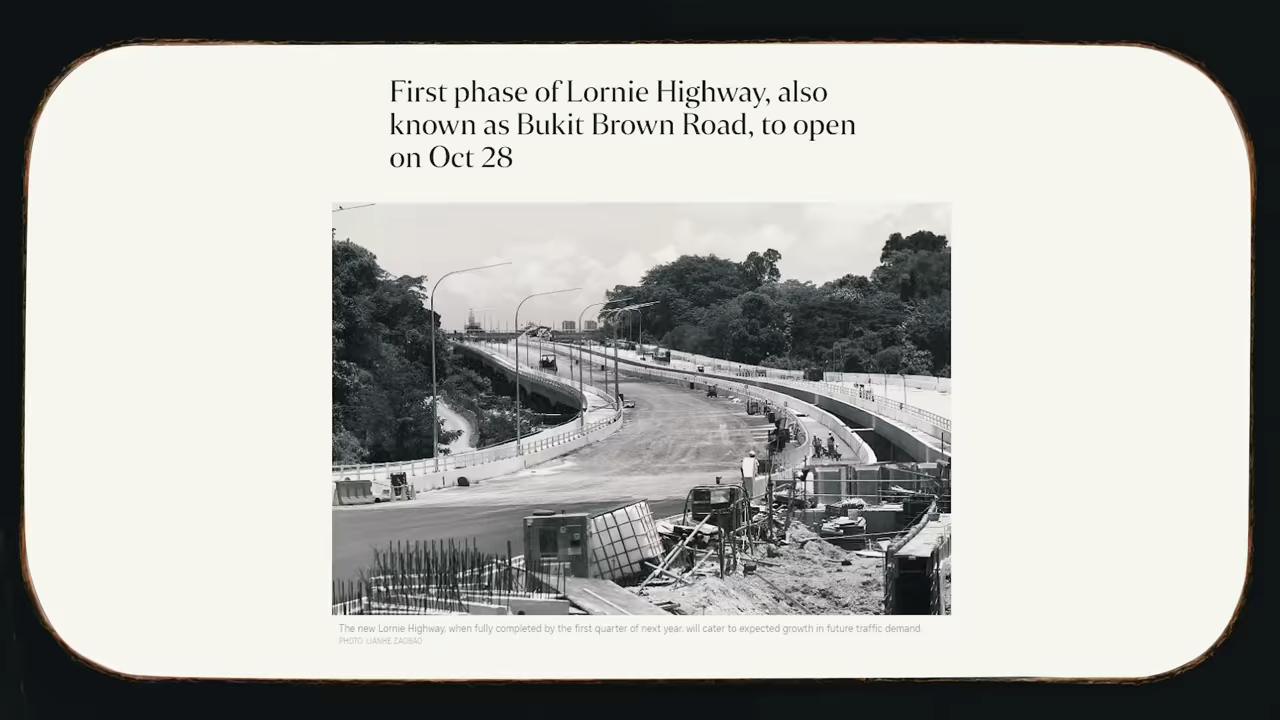 First phase of Lornie Highway, also
known as Bukit Brown Road, to open
on Oct 28
The new Lornie Highway, when fully completed by the first quarter of next year, will cater to expected growth in future traffic demand.
PHOTO: LIANHE ZAOBAO